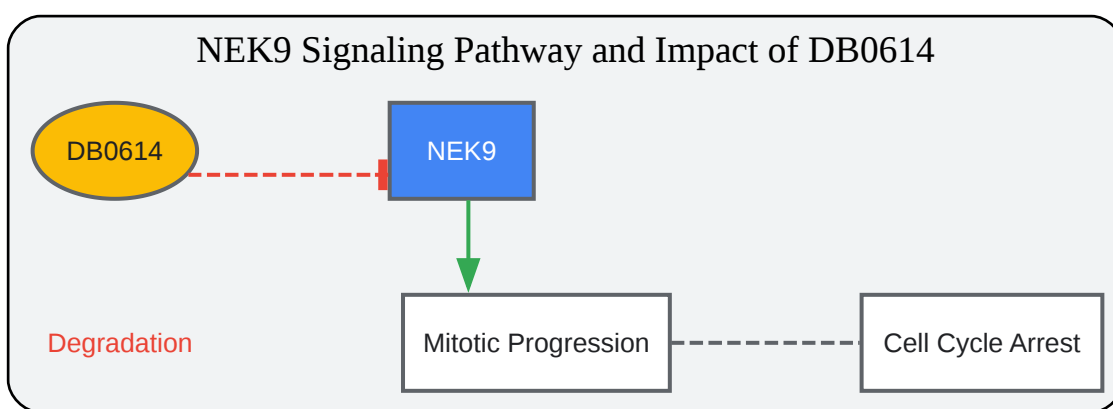 NEK9 Signaling Pathway and Impact of DB0614
DB0614
NEK9
Degradation
Mitotic Progression
Cell Cycle Arrest